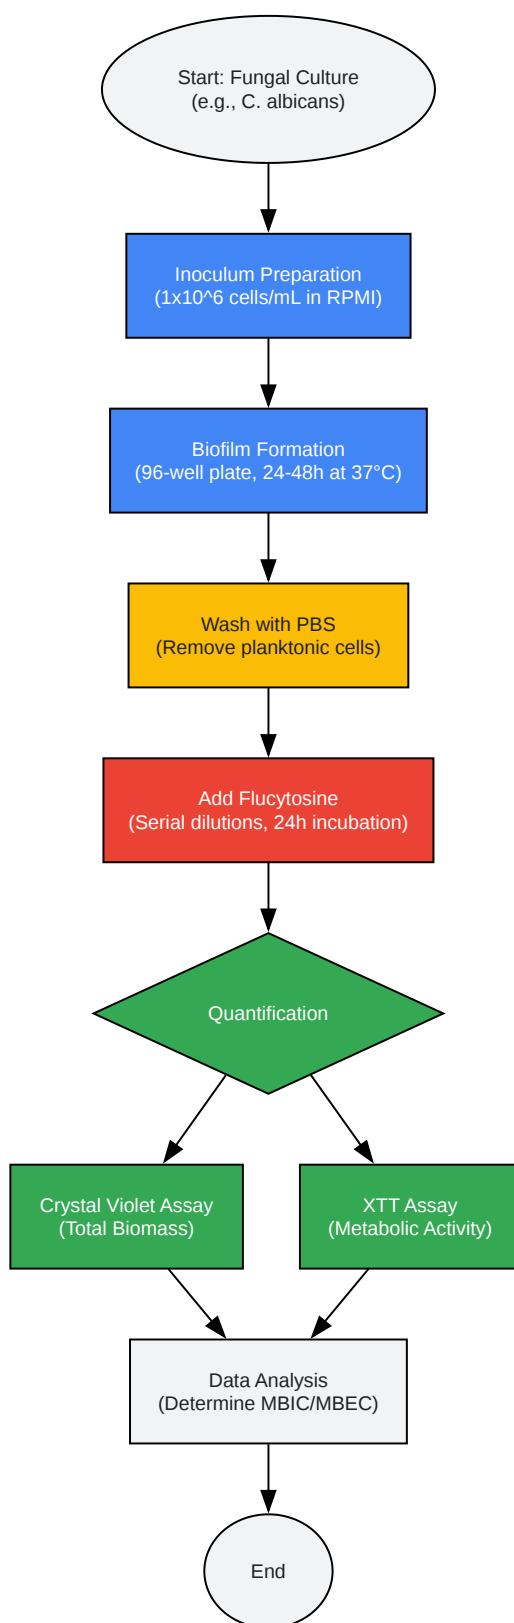 Start: Fungal Culture
(e.g., C. albicans)
Inoculum Preparation
(1x10^6 cells/mL in RPMI)
Biofilm Formation
(96-well plate, 24-48h at 37°C)
Wash with PBS
(Remove planktonic cells)
Add Flucytosine
(Serial dilutions, 24h incubation)
Quantification
Crystal Violet Assay
(Total Biomass)
XTT Assay
(Metabolic Activity)
Data Analysis
(Determine MBIC/MBEC)
End